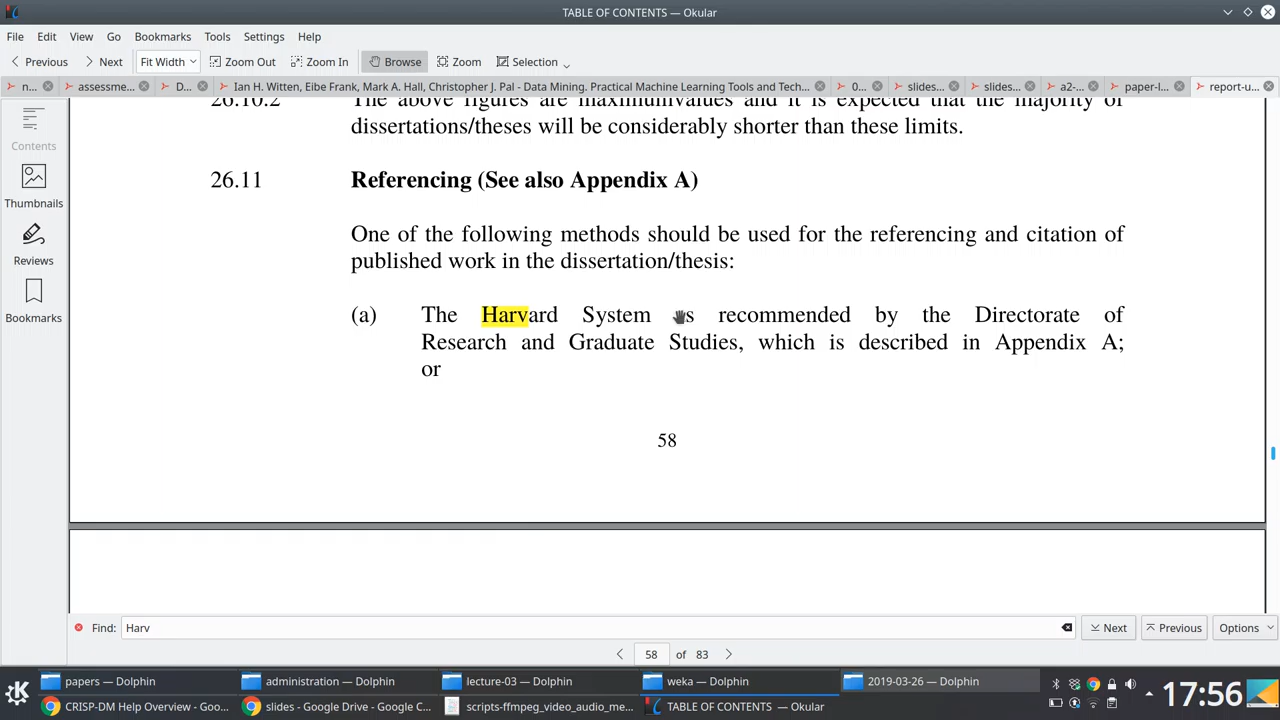 TABLE OF CONTENTS — Okular
File Edit View Go Bookmarks Tools Settings Help
Previous Next Fit Width Zoom Out Zoom In Browse Zoom Selection
n... assessme... D... Ian H. Witten, Eibe Frank, Mark A. Hall, Christopher J. Pal - Data Mining. Practical Machine Learning Tools and Tech... 0... slides... slides... a2-... paper-l... report-u...
Contents
Thumbnails
Reviews
Bookmarks
26.10.2 The above figures are maximumvalues and it is expected that the majority of
dissertations/theses will be considerably shorter than these limits.
26.11 Referencing (See also Appendix A)
One of the following methods should be used for the referencing and citation of
published work in the dissertation/thesis:
(a) The Harvard System is recommended by the Directorate of
Research and Graduate Studies, which is described in Appendix A;
or
58
Find: Harv Next Previous Options
58 of 83
papers — Dolphin administration — Dolphin lecture-03 — Dolphin weka — Dolphin 2019-03-26 — Dolphin
CRISP-DM Help Overview - Goo... slides - Google Drive - Google C... scripts-ffmpeg_video_audio_me... TABLE OF CONTENTS — Okular
17:56